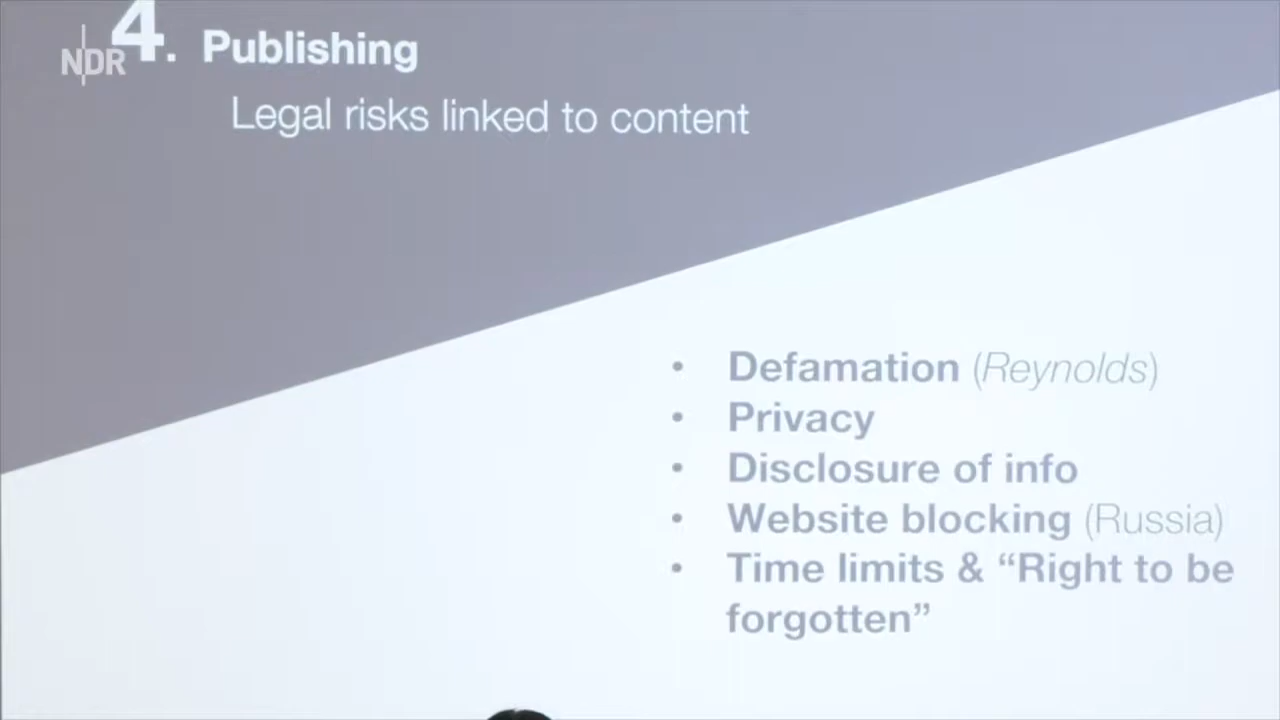 NDR
4. Publishing
Legal risks linked to content
• Defamation (Reynolds)
• Privacy
• Disclosure of info
• Website blocking (Russia)
• Time limits & “Right to be
forgotten”